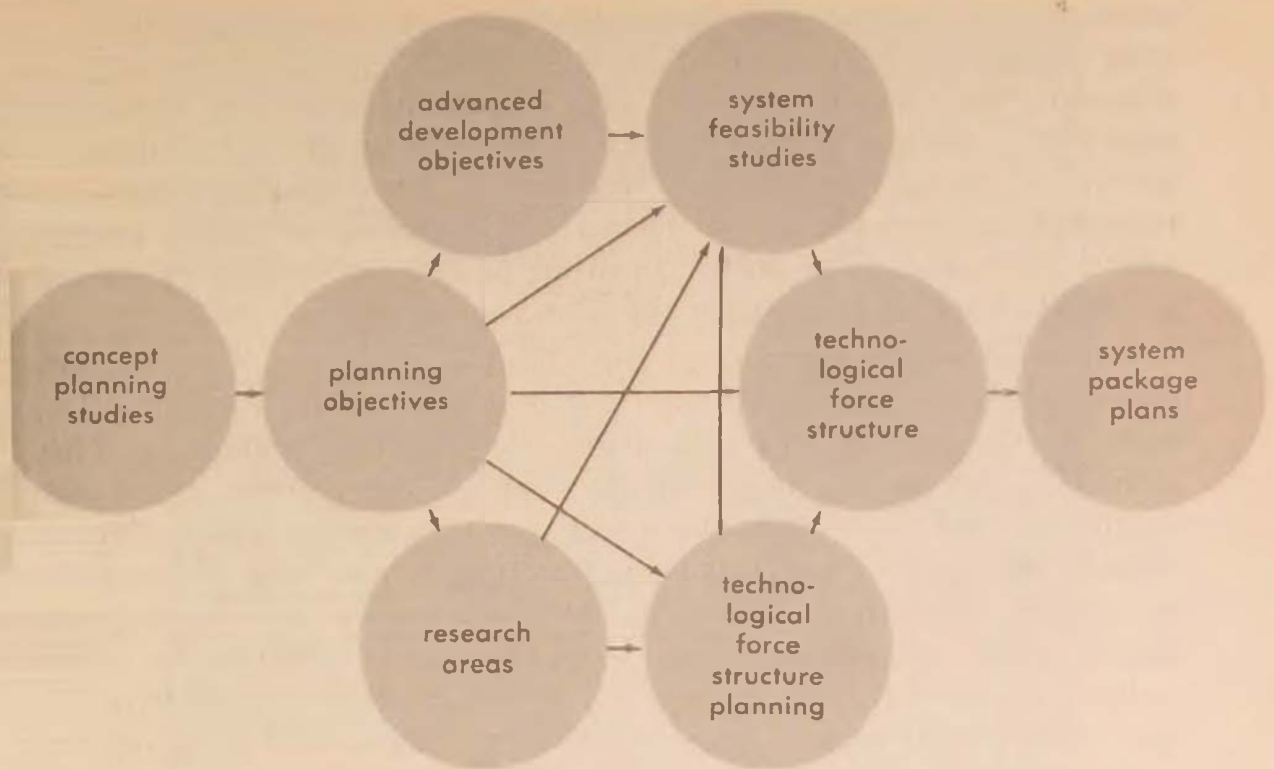 advanced
development
objectives
system
feasibility
studies
concept
planning
studies
planning
objectives
techno-
logical
force
structure
system
package
plans
research
areas
techno-
logical
force
structure
planning